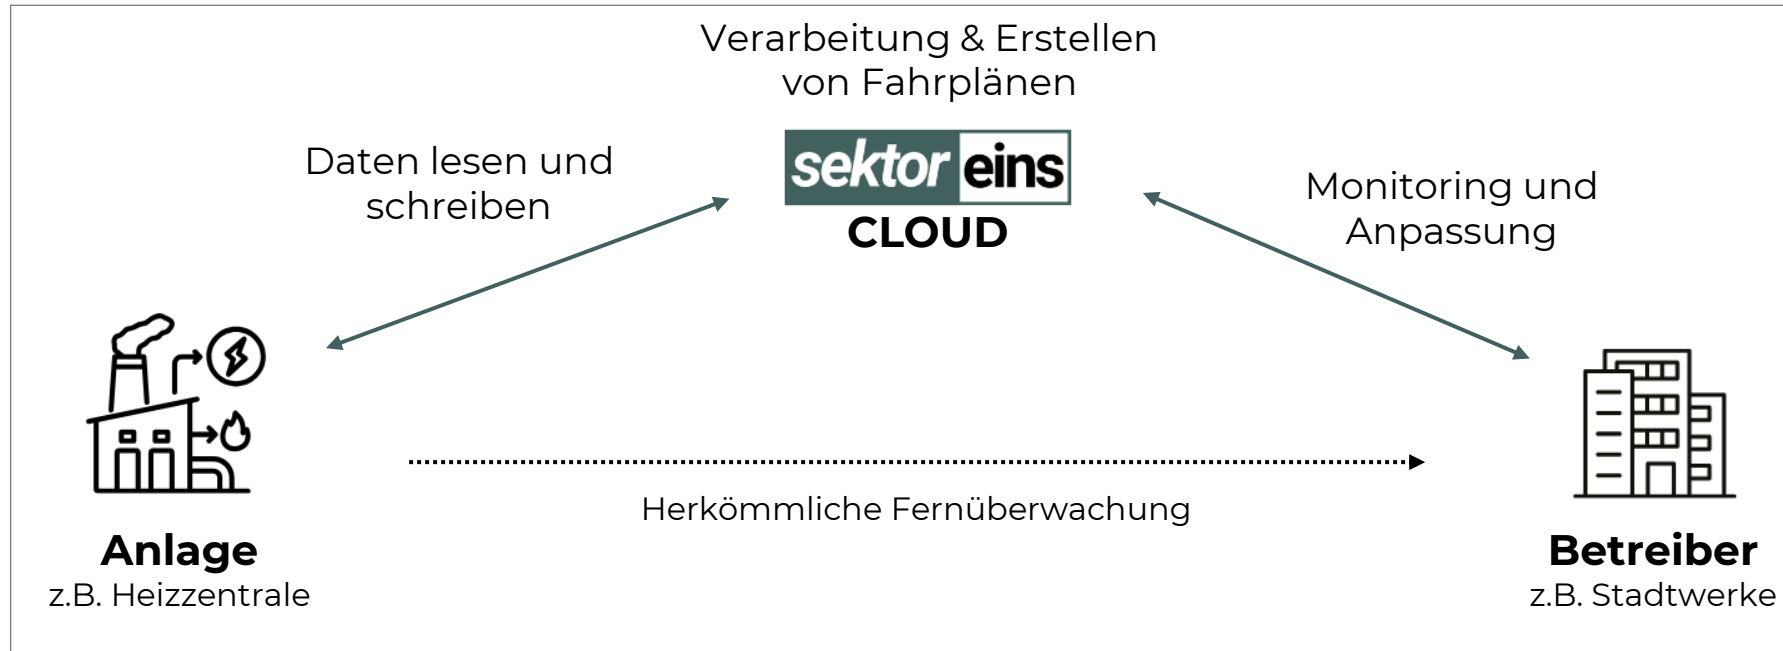 Verarbeitung & Erstellen
von Fahrplänen
sektor eins
CLOUD
Daten lesen und
schreiben
Monitoring und
Anpassung
Herkömmliche Fernüberwachung
Anlage
z.B. Heizzentrale
Betreiber
z.B. Stadtwerke